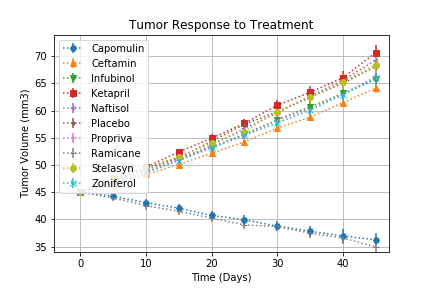 Tumor Response to Treatment
Tumor Volume (mm3)
70
65
60
55
50
45
40
35
Capomulin
Ceftamin
Infubinol
Ketapril
Naftisol
Placebo
Propriva
Ramicane
Stelasyn
Zoniferol
0
10
20
30
40
Time (Days)